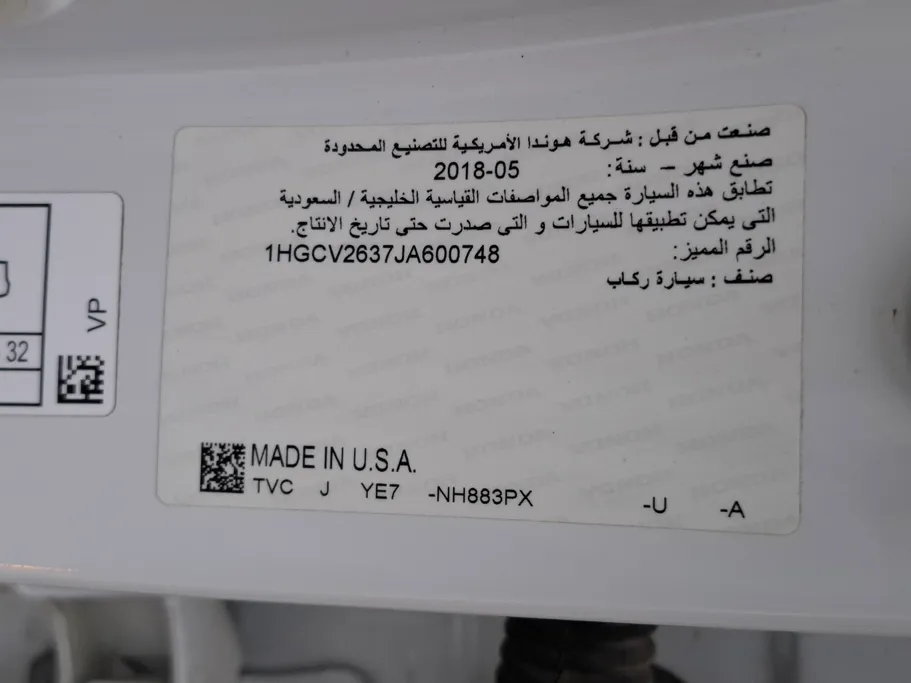 صنعت من قبل : شركة هوندا الأمريكية للتصنيع المحدودة
صنع شهر – سنة: 2018-05
تطابق هذه السيارة جميع المواصفات القياسية الخليجية / السعودية
التى يمكن تطبيقها للسيارات و التى صدرت حتى تاريخ الانتاج.
الرقم المميز: 1HGCV2637JA600748
صنف : سيارة ركاب
MADE IN U.S.A.
TVC J YE7 -NH883PX -U -A
VP
32